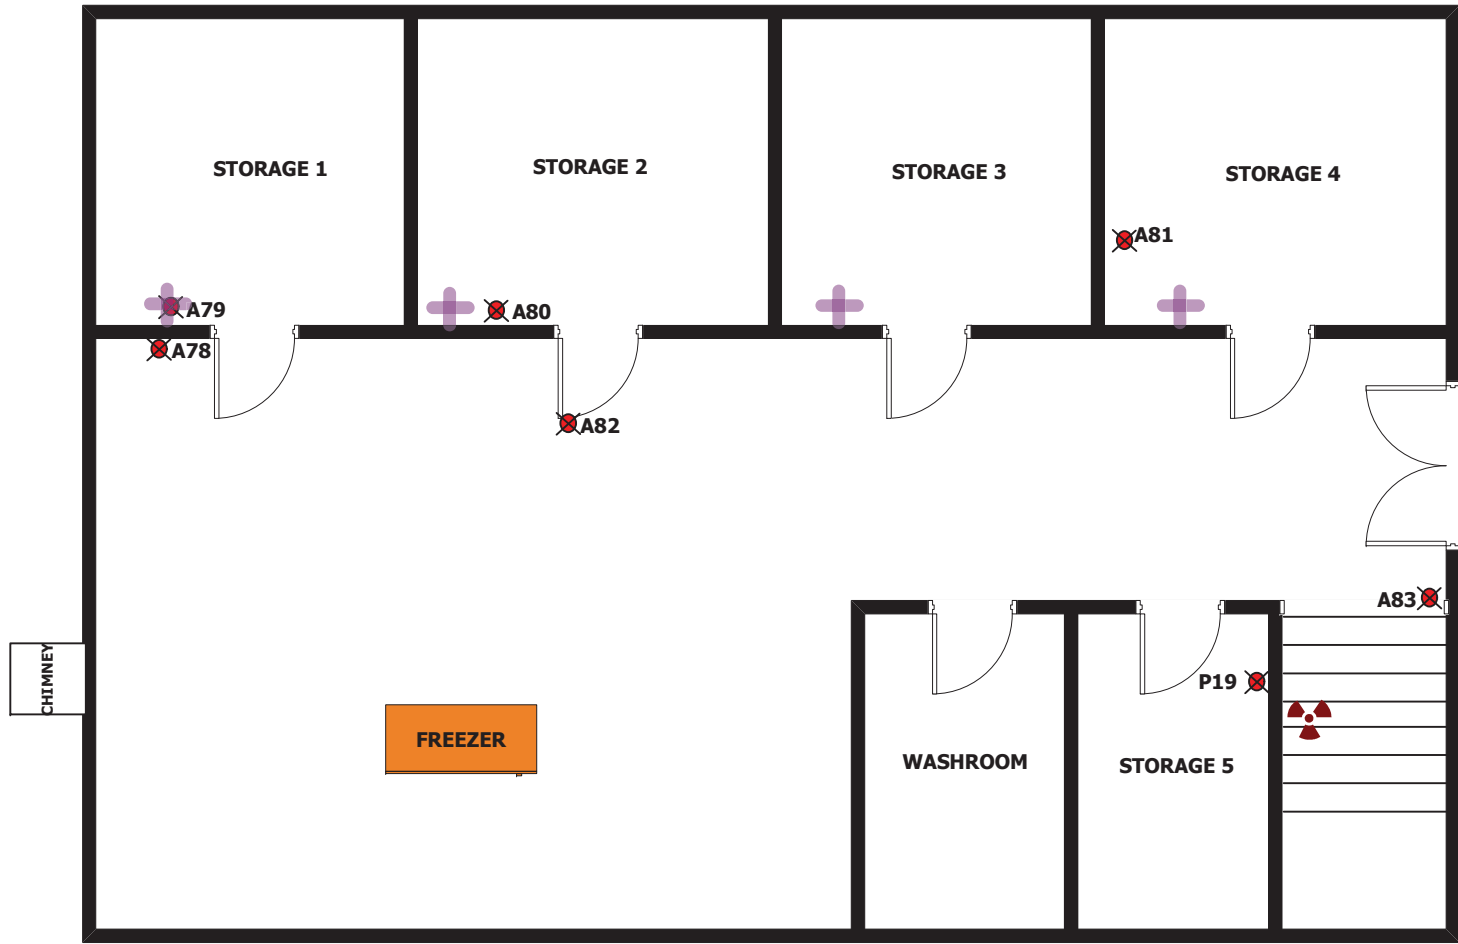 STORAGE 1
STORAGE 2
STORAGE 3
STORAGE 4
A81
A79
A80
A78
A82
A83
CHIMNEY
P19
FREEZER
WASHROOM
STORAGE 5